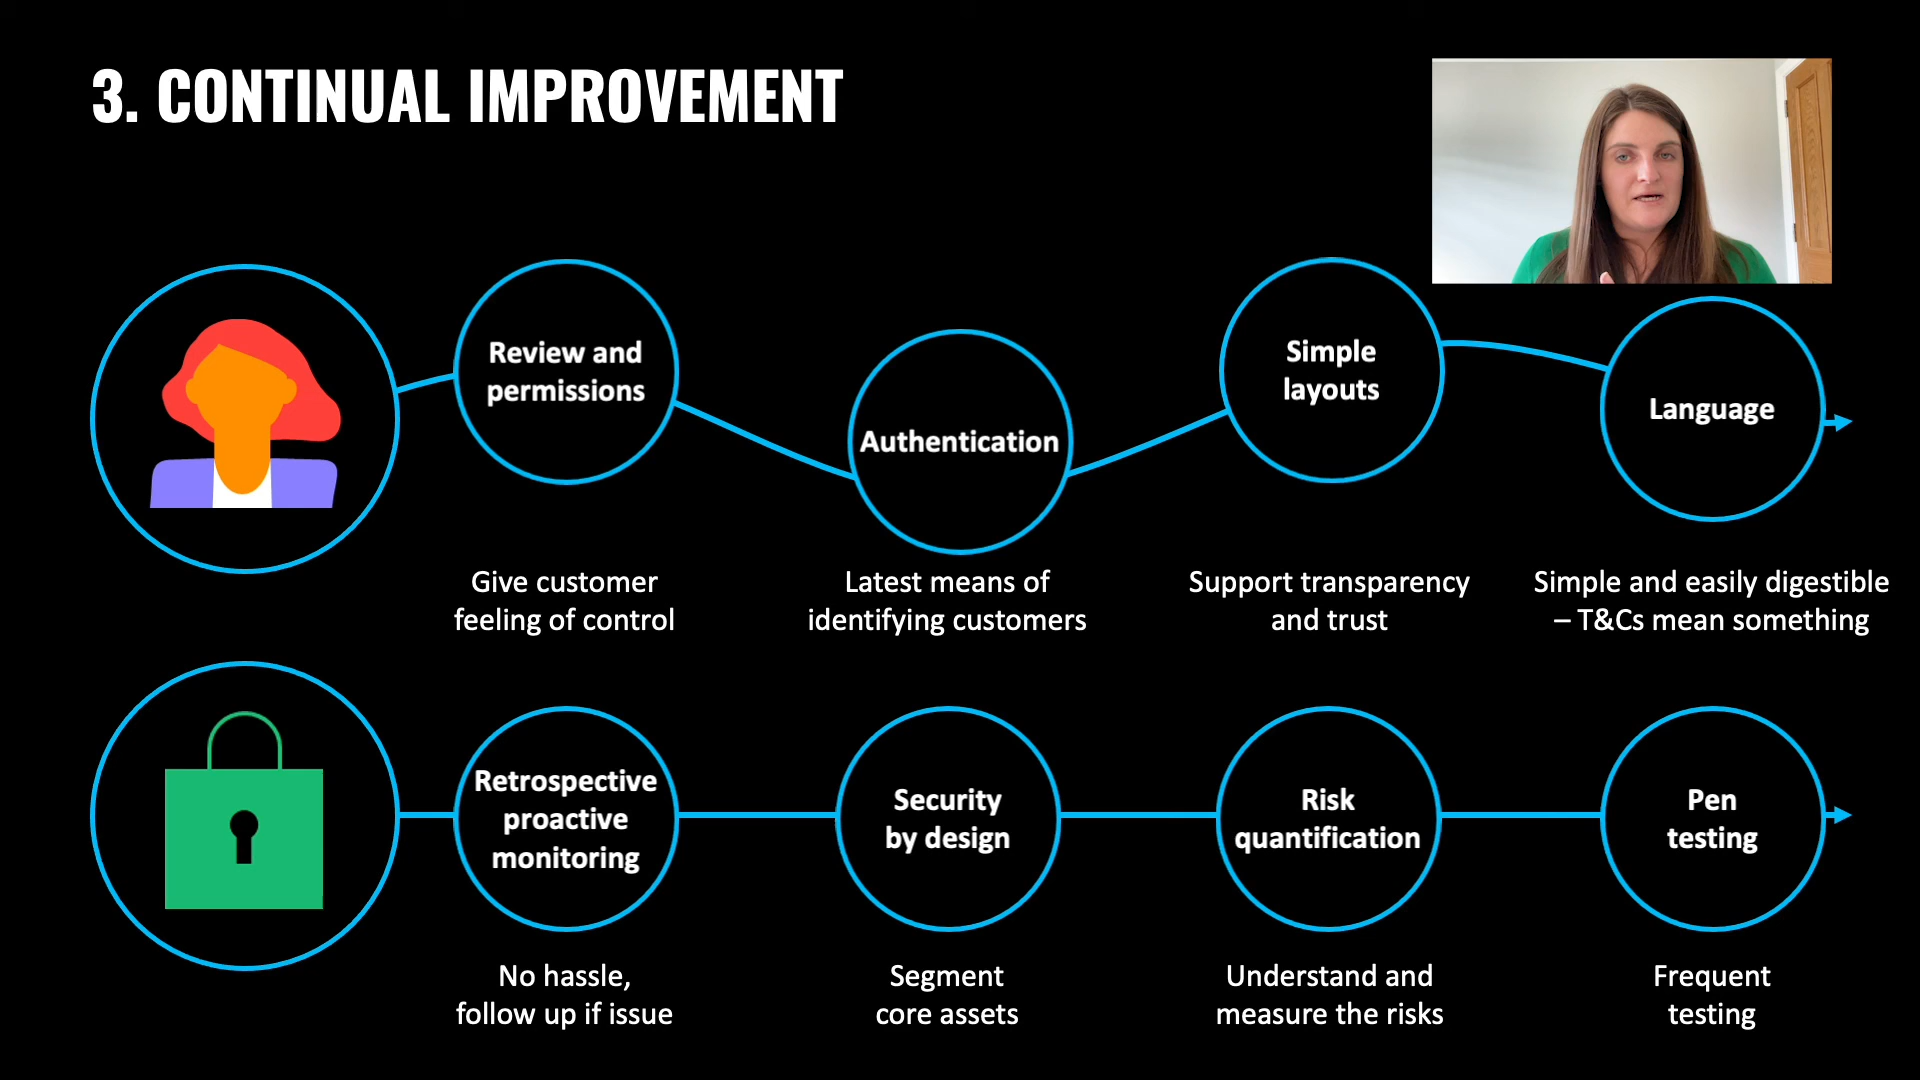 3. CONTINUAL IMPROVEMENT
Review and
permissions
Authentication
Simple
layouts
Language
Give customer
feeling of control
Latest means of
identifying customers
Support transparency
and trust
Simple and easily digestible
– T&Cs mean something
Retrospective
proactive
monitoring
Security
by design
Risk
quantification
Pen
testing
No hassle,
follow up if issue
Segment
core assets
Understand and
measure the risks
Frequent
testing